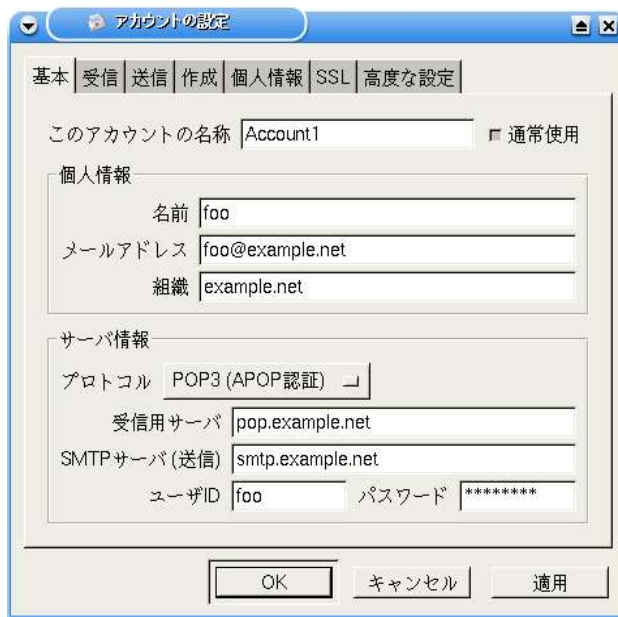 アカウントの設定
基本 受信 送信 作成 個人情報 SSL 高度な設定
このアカウントの名称 Account1 通常使用
個人情報
名前 foo
メールアドレス foo@example.net
組織 example.net
サーバ情報
プロトコル POP3 (APOP認証)
受信用サーバ pop.example.net
SMTPサーバ(送信) smtp.example.net
ユーザID foo パスワード ********
OK キャンセル 適用